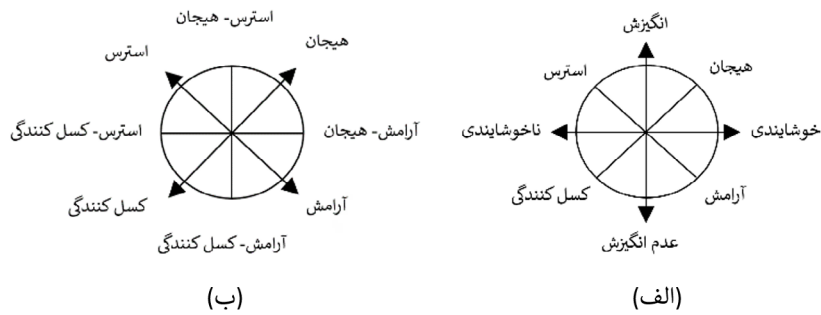 انگیزش
استرس
هیجان
ناخوشایندی
خوشایندی
کسل کنندگی
آرامش
عدم انگیزش
(الف)
استرس- هیجان
استرس
هیجان
استرس- کسل کنندگی
آرامش- هیجان
کسل کنندگی
آرامش
آرامش- کسل کنندگی
(ب)